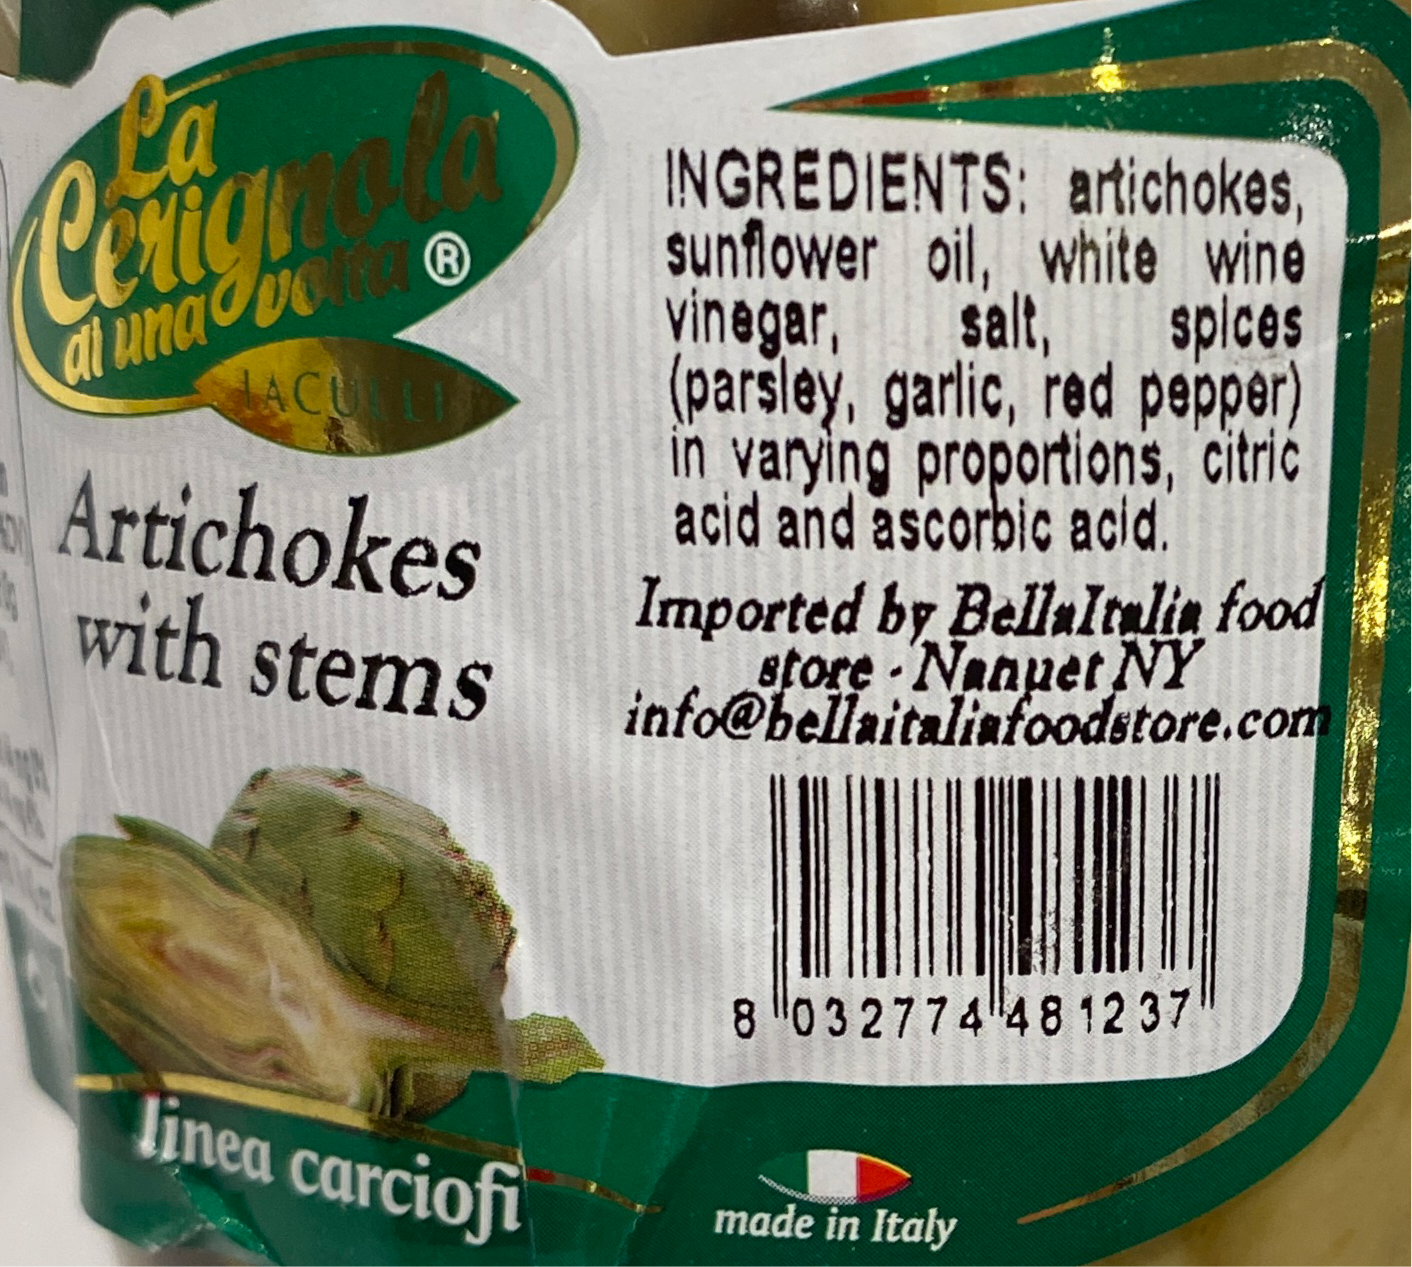 La
Cerignola
di una volta ®
IACULLI
Artichokes
with stems
INGREDIENTS: artichokes,
sunflower oil, white wine
vinegar, salt, spices
(parsley, garlic, red pepper)
in varying proportions, citric
acid and ascorbic acid.
Imported by BellaItalia food
store - Nanuet NY
info@bellaitaliafoodstore.com
8 032774 481237
linea carciofi
made in Italy